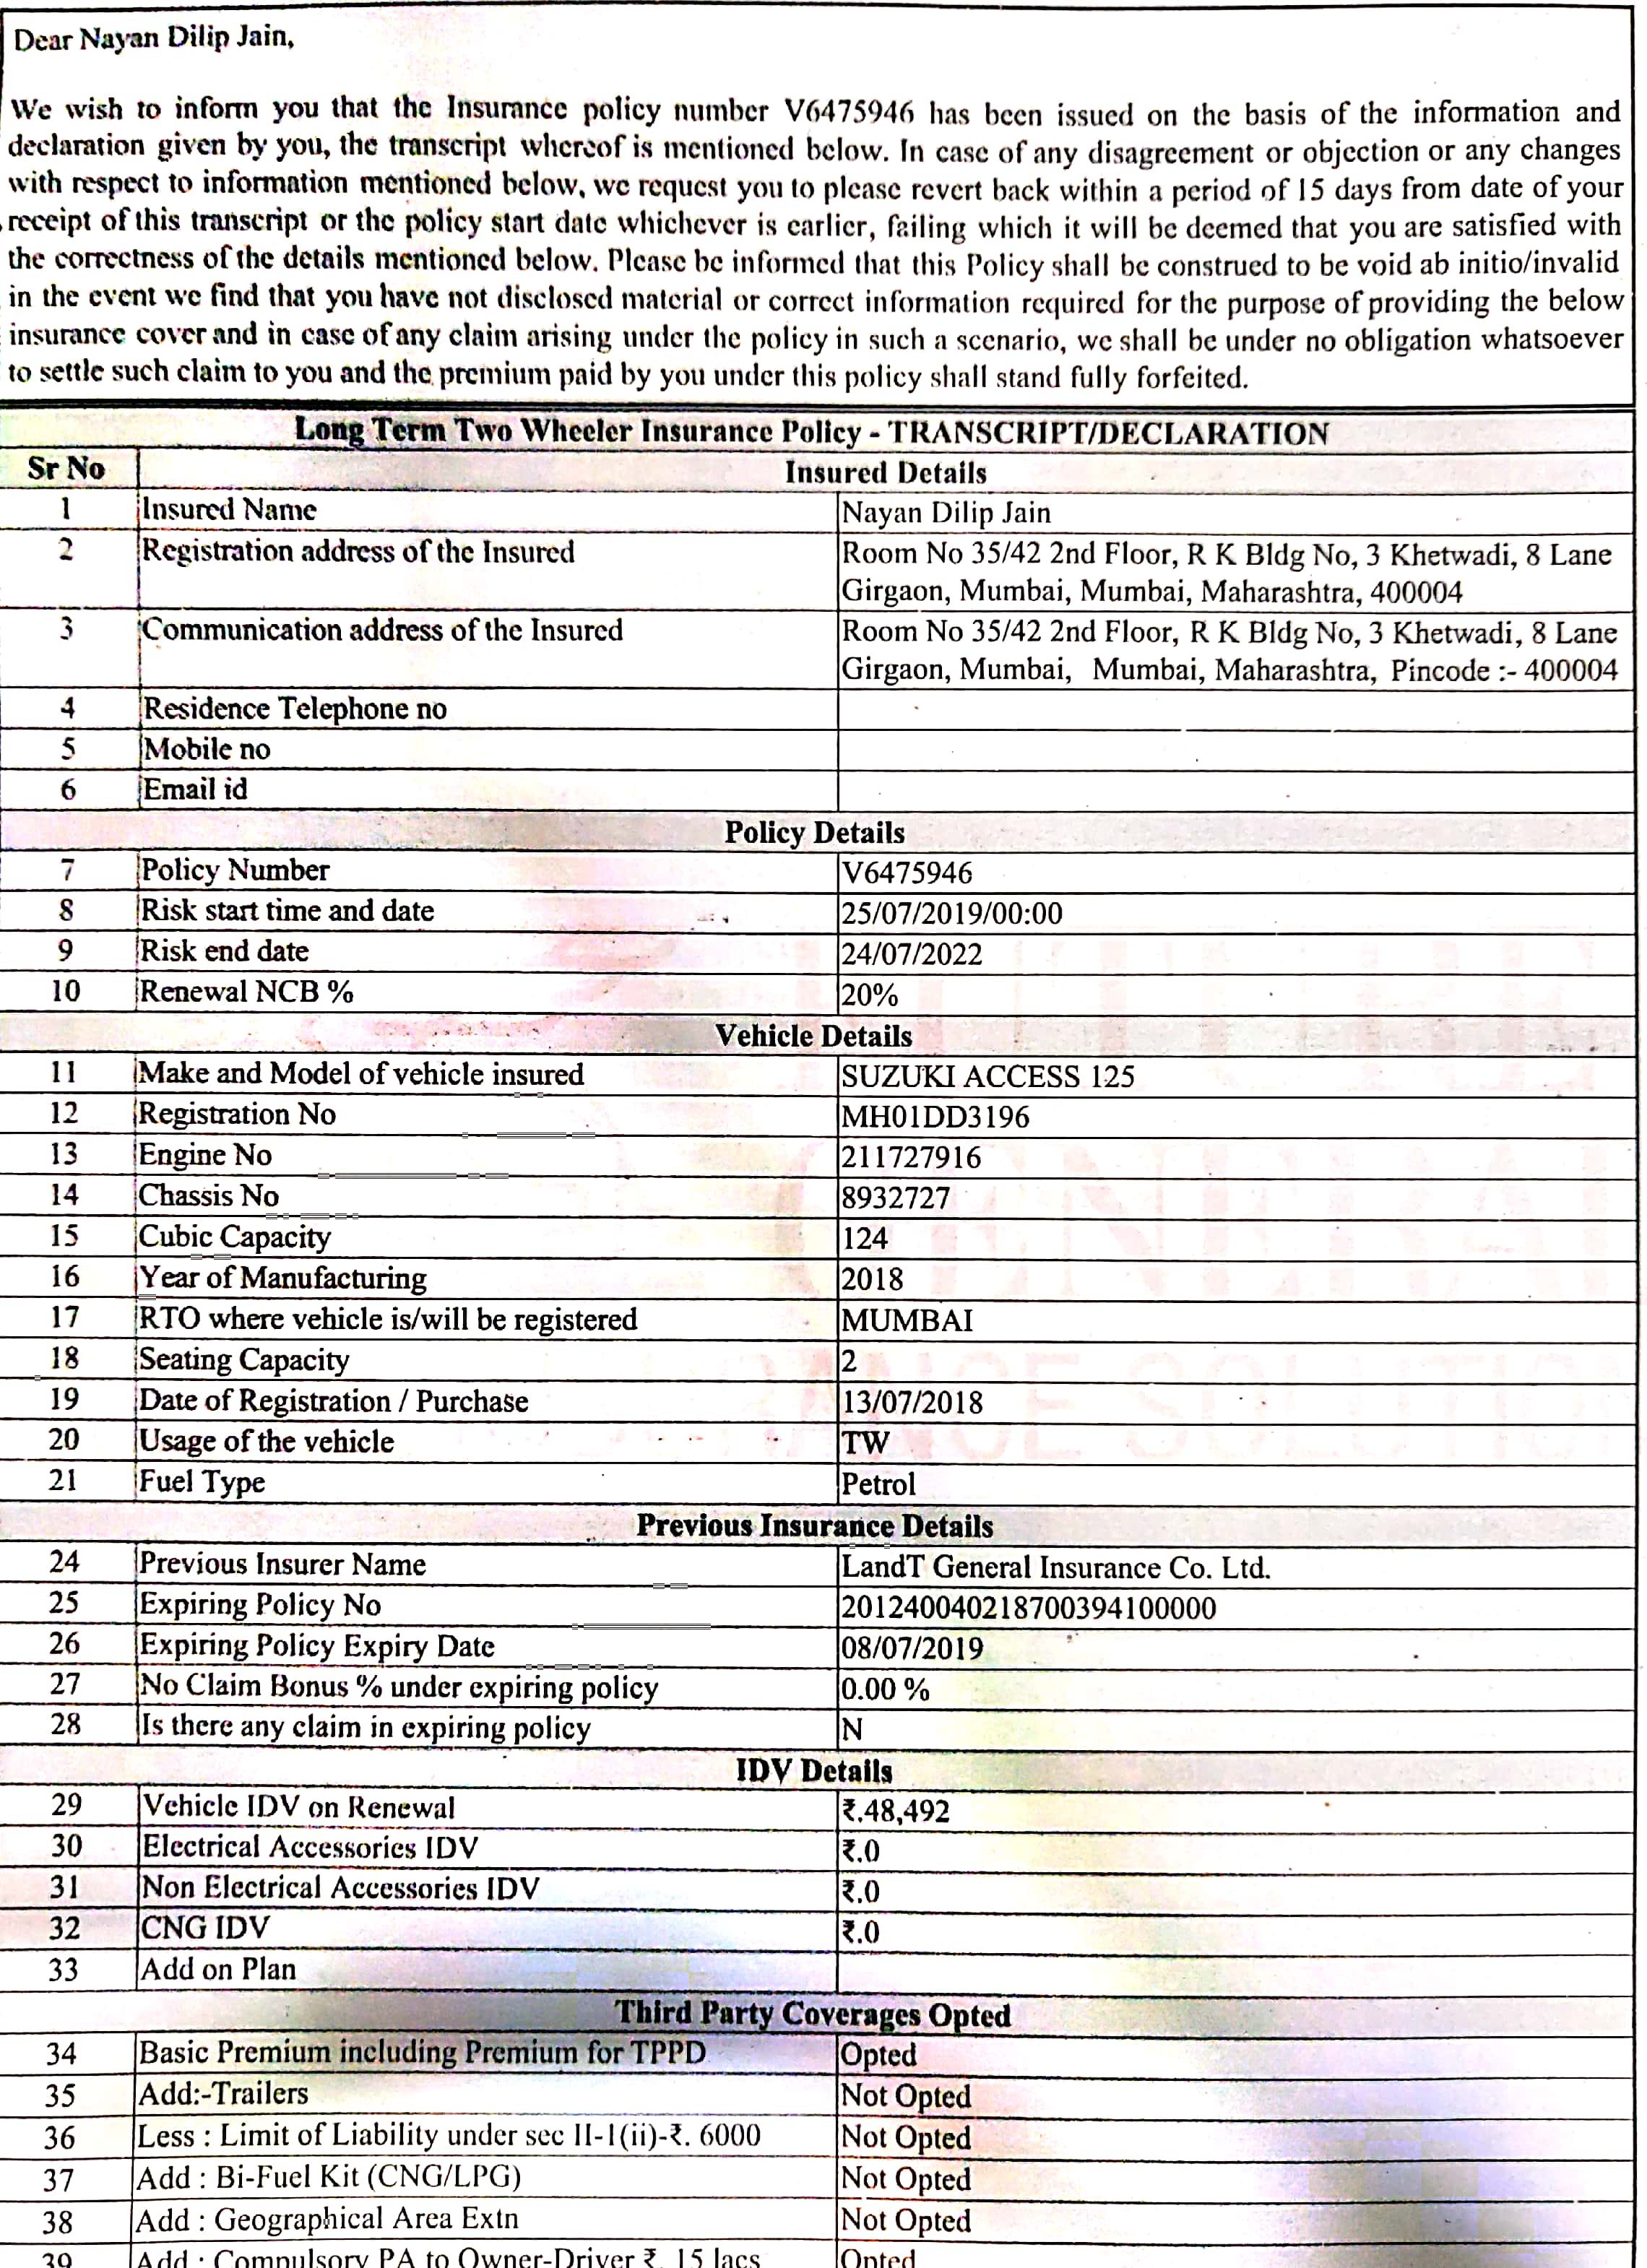 Dear Nayan Dilip Jain,
We wish to inform you that the Insurance policy number V6475946 has been issued on the basis of the information and
declaration given by you, the transcript whereof is mentioned below. In case of any disagreement or objection or any changes
with respect to information mentioned below, we request you to please revert back within a period of 15 days from date of your
receipt of this transcript or the policy start date whichever is earlier, failing which it will be deemed that you are satisfied with
the correctness of the details mentioned below. Please be informed that this Policy shall be construed to be void ab initio/invalid
in the event we find that you have not disclosed material or correct information required for the purpose of providing the below
insurance cover and in case of any claim arising under the policy in such a scenario, we shall be under no obligation whatsoever
to settle such claim to you and the premium paid by you under this policy shall stand fully forfeited.
Long Term Two Wheeler Insurance Policy - TRANSCRIPT/DECLARATION
Sr No Insured Details
1 Insured Name Nayan Dilip Jain
2 Registration address of the Insured Room No 35/42 2nd Floor, R K Bldg No, 3 Khetwadi, 8 Lane
Girgaon, Mumbai, Mumbai, Maharashtra, 400004
3 Communication address of the Insured Room No 35/42 2nd Floor, R K Bldg No, 3 Khetwadi, 8 Lane
Girgaon, Mumbai, Mumbai, Maharashtra, Pincode :- 400004
4 Residence Telephone no
5 Mobile no
6 Email id
Policy Details
7 Policy Number V6475946
8 Risk start time and date 25/07/2019/00:00
9 Risk end date 24/07/2022
10 Renewal NCB % 20%
Vehicle Details
11 Make and Model of vehicle insured SUZUKI ACCESS 125
12 Registration No MH01DD3196
13 Engine No 211727916
14 Chassis No 8932727
15 Cubic Capacity 124
16 Year of Manufacturing 2018
17 RTO where vehicle is/will be registered MUMBAI
18 Seating Capacity 2
19 Date of Registration / Purchase 13/07/2018
20 Usage of the vehicle TW
21 Fuel Type Petrol
Previous Insurance Details
24 Previous Insurer Name LandT General Insurance Co. Ltd.
25 Expiring Policy No 201240040218700394100000
26 Expiring Policy Expiry Date 08/07/2019
27 No Claim Bonus % under expiring policy 0.00 %
28 Is there any claim in expiring policy N
IDV Details
29 Vehicle IDV on Renewal ₹.48,492
30 Electrical Accessories IDV ₹.0
31 Non Electrical Accessories IDV ₹.0
32 CNG IDV ₹.0
33 Add on Plan
Third Party Coverages Opted
34 Basic Premium including Premium for TPPD Opted
35 Add:-Trailers Not Opted
36 Less : Limit of Liability under sec II-1(ii)-₹. 6000 Not Opted
37 Add : Bi-Fuel Kit (CNG/LPG) Not Opted
38 Add : Geographical Area Extn Not Opted
39 Add : Compulsory PA to Owner-Driver ₹. 15 lacs Opted